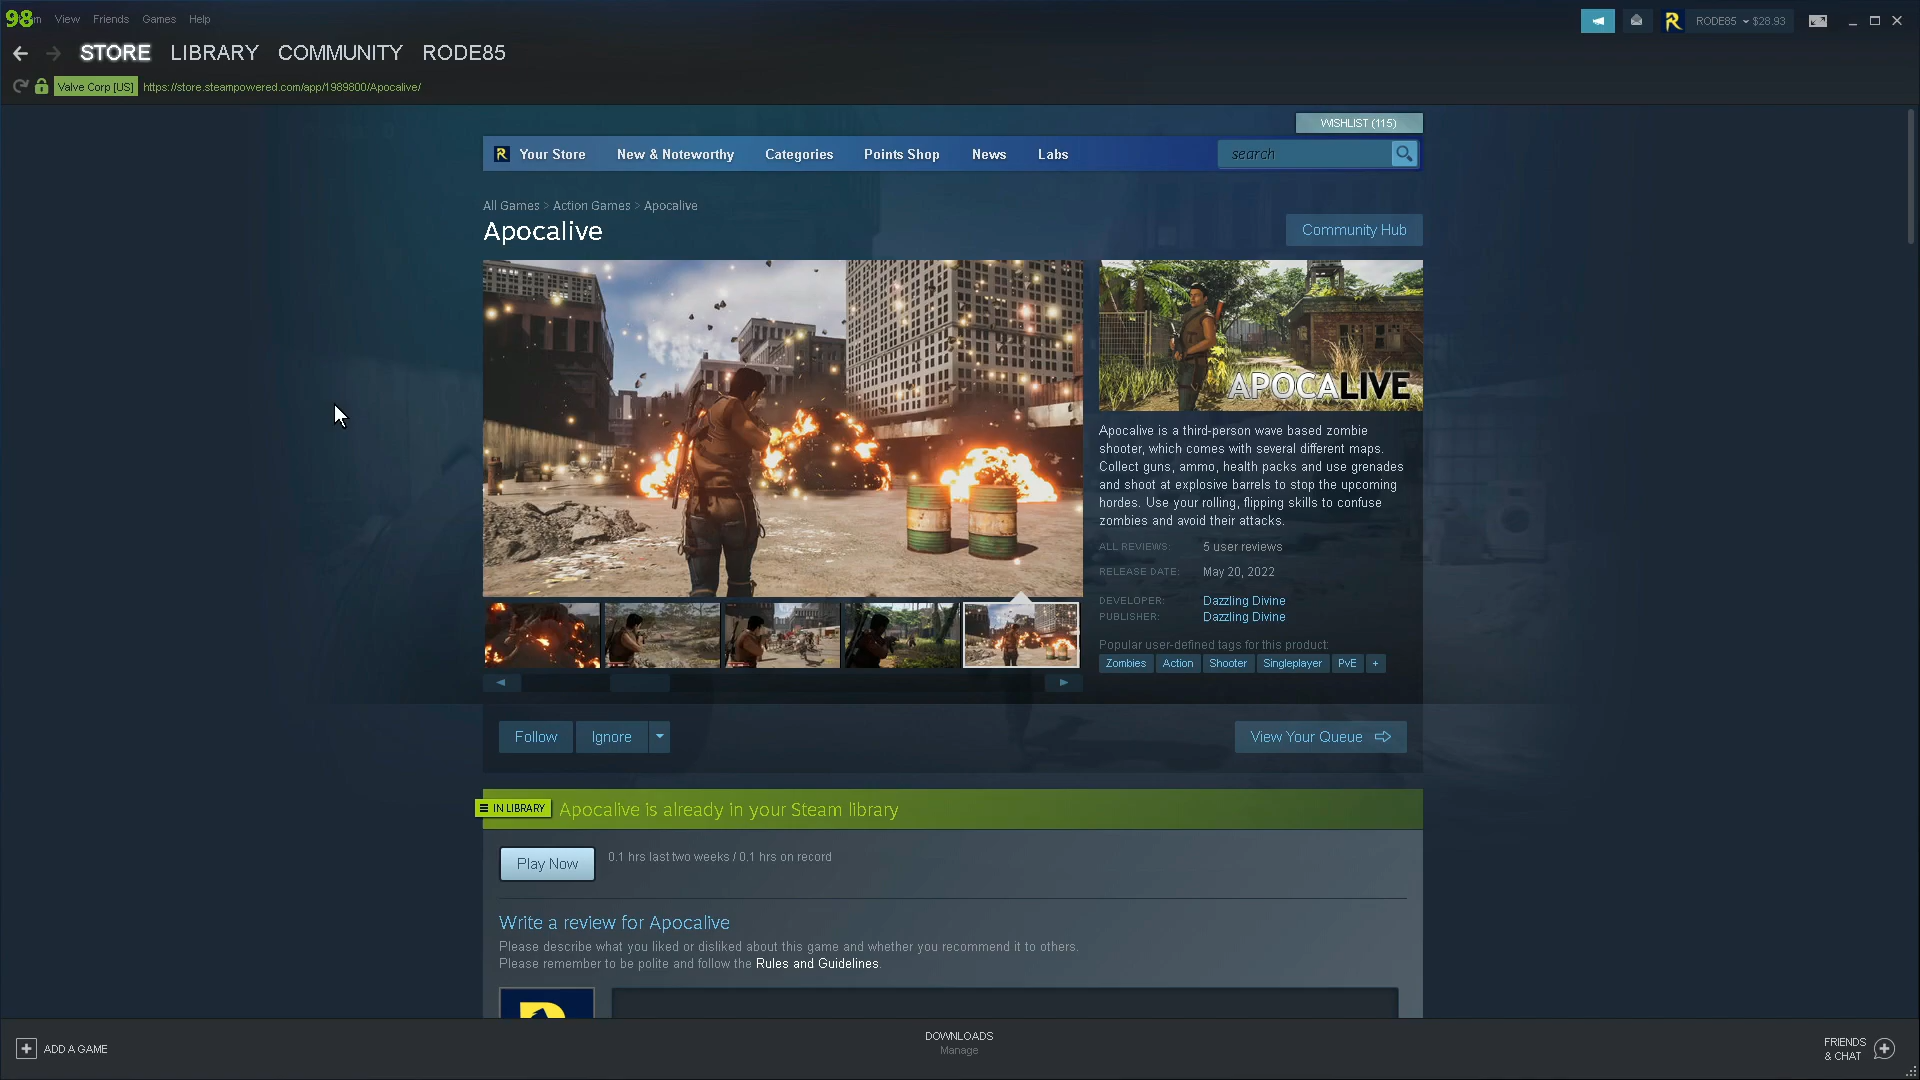 98
View Friends Games Help
RODE85 $28.93
STORE LIBRARY COMMUNITY RODE85
Valve Corp [US] https://store.steampowered.com/app/1989800/Apocalive/
WISHLIST (115)
R Your Store New & Noteworthy Categories Points Shop News Labs search
All Games > Action Games > Apocalive
Apocalive
Community Hub
APOCALIVE
Apocalive is a third-person wave based zombie
shooter, which comes with several different maps.
Collect guns, ammo, health packs and use grenades
and shoot at explosive barrels to stop the upcoming
hordes. Use your rolling, flipping skills to confuse
zombies and avoid their attacks.
ALL REVIEWS: 5 user reviews
RELEASE DATE: May 20, 2022
DEVELOPER: Dazzling Divine
PUBLISHER: Dazzling Divine
Popular user-defined tags for this product:
Zombies Action Shooter Singleplayer PvE +
Follow Ignore View Your Queue
IN LIBRARY Apocalive is already in your Steam library
Play Now 0.1 hrs last two weeks / 0.1 hrs on record
Write a review for Apocalive
Please describe what you liked or disliked about this game and whether you recommend it to others.
Please remember to be polite and follow the Rules and Guidelines.
ADD A GAME
DOWNLOADS
Manage
FRIENDS
& CHAT